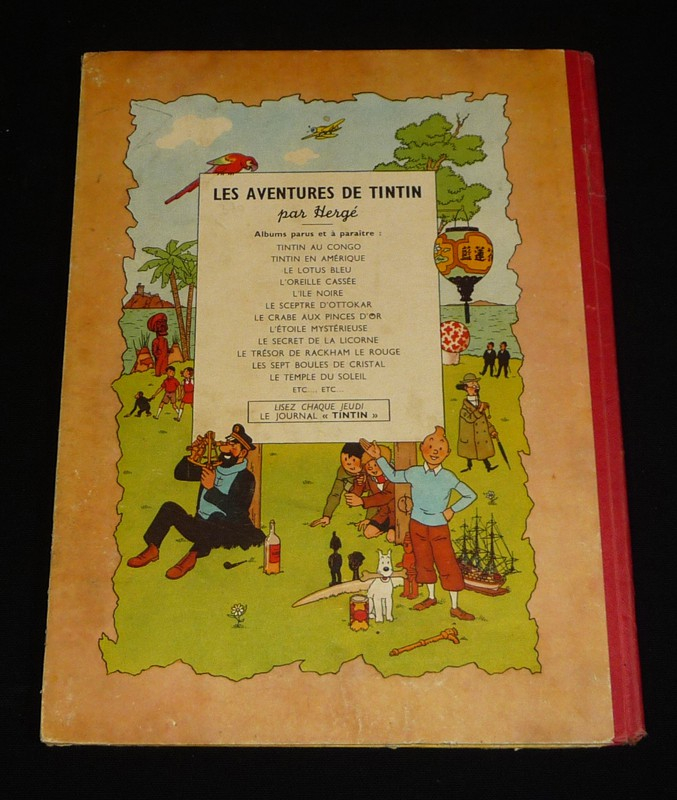 LES AVENTURES DE TINTIN
par Hergé
Albums parus et à paraître :
TINTIN AU CONGO
TINTIN EN AMÉRIQUE
LE LOTUS BLEU
L'OREILLE CASSÉE
L'ILE NOIRE
LE SCEPTRE D'OTTOKAR
LE CRABE AUX PINCES D'OR
L'ÉTOILE MYSTÉRIEUSE
LE SECRET DE LA LICORNE
LE TRÉSOR DE RACKHAM LE ROUGE
LES SEPT BOULES DE CRISTAL
LE TEMPLE DU SOLEIL
ETC.... ETC....
LISEZ CHAQUE JEUDI
LE JOURNAL « TINTIN »